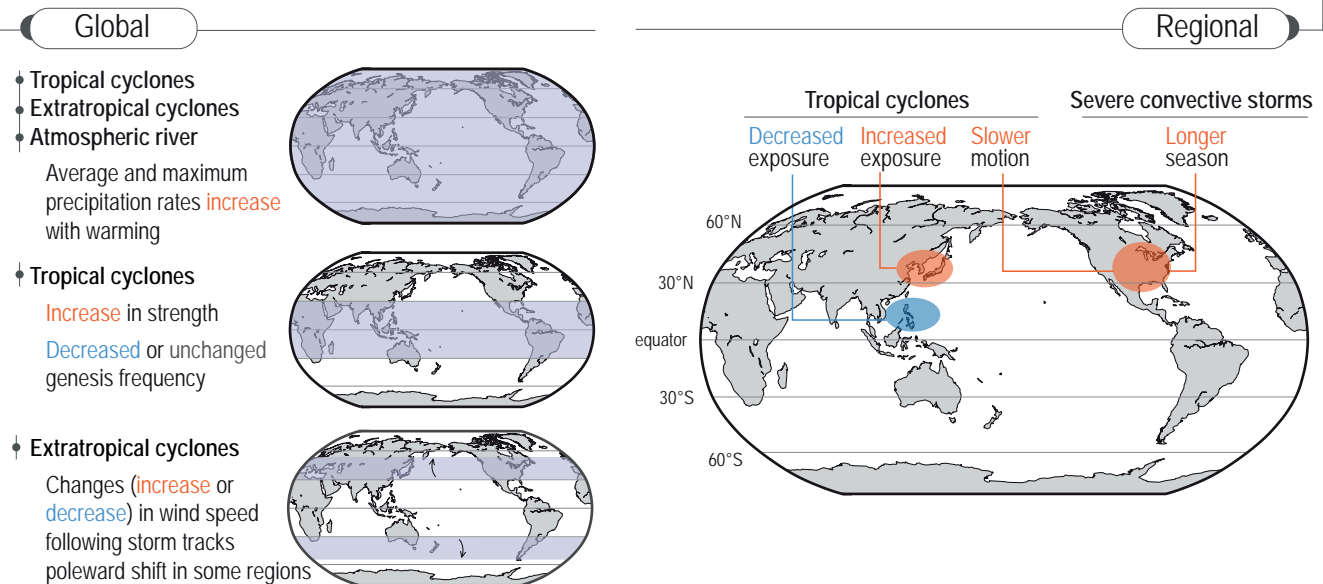 Global
Tropical cyclones
Extratropical cyclones
Atmospheric river
Average and maximum
precipitation rates increase
with warming
Tropical cyclones
Increase in strength
Decreased or unchanged
genesis frequency
Extratropical cyclones
Changes (increase or
decrease) in wind speed
following storm tracks
poleward shift in some regions
Regional
Tropical cyclones
Severe convective storms
Decreased
exposure
Increased
exposure
Slower
motion
Longer
season
60°N
30°N
equator
30°S
60°S